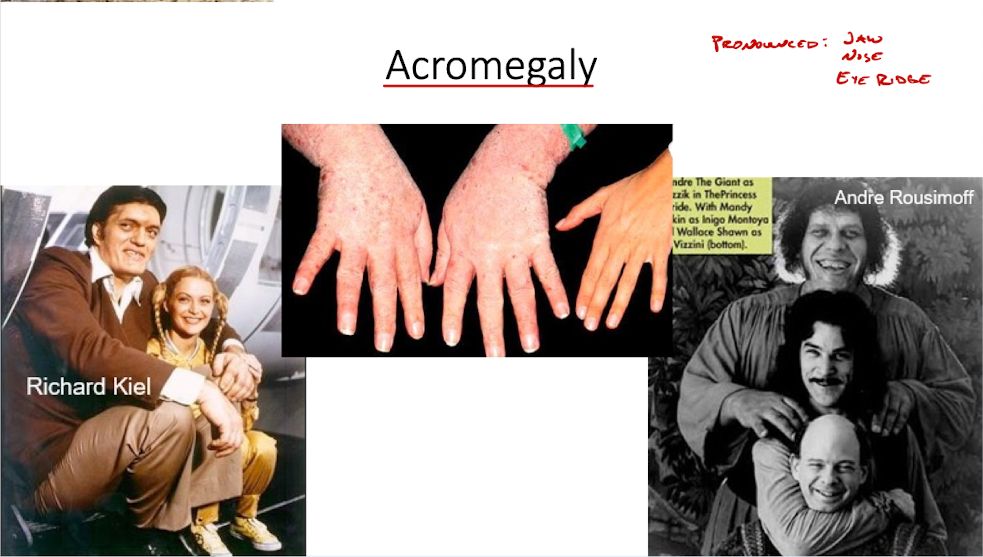 Acromegaly
PRONOUNCED: JAW
NOSE
EYE RIDGE
Richard Kiel
ndre The Giant as
zzik in ThePrincess
ride. With Mandy
kin as Inigo Montoya
l Wallace Shawn as
Vizzini (bottom).
Andre Rousimoff